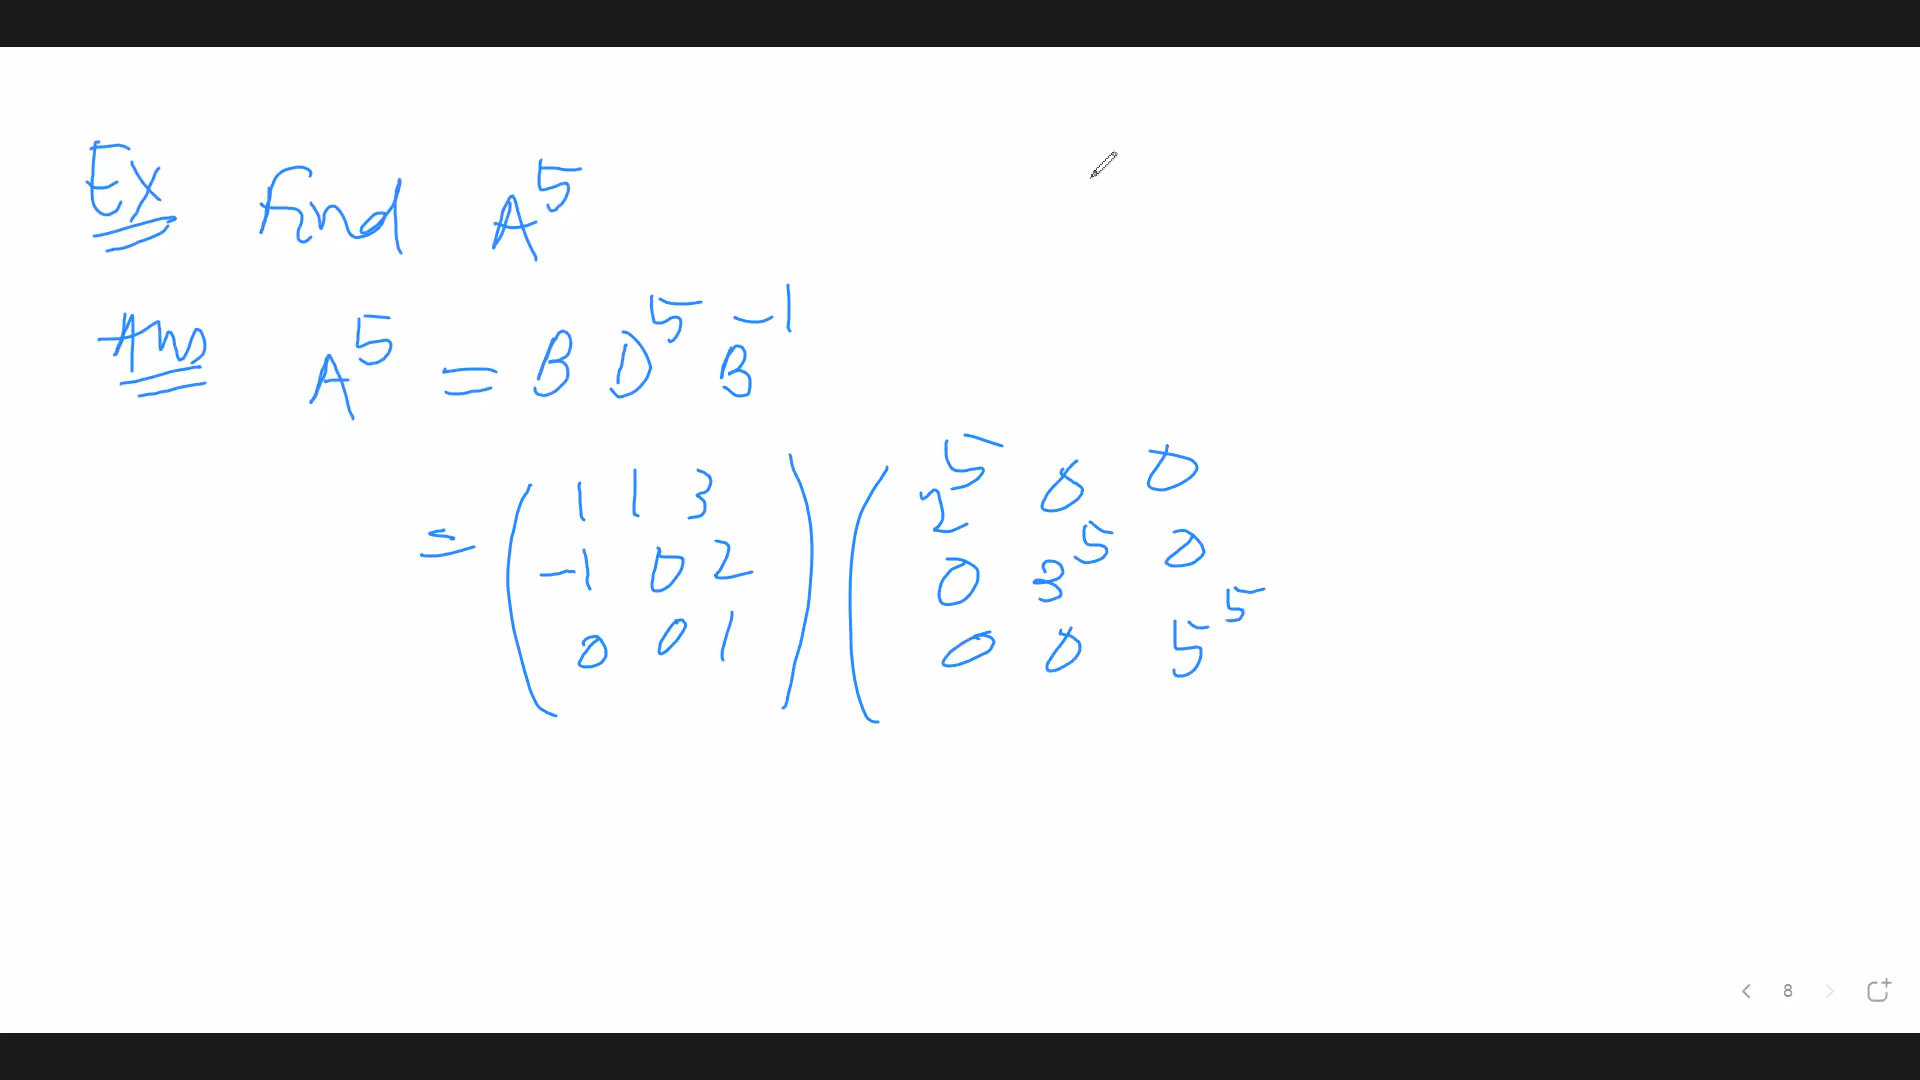 Ex Find A^5
Ans A^5 = B D^5 B^-1
= ( 1 1 3 ) ( 2^5 0 0
-1 0 2 0 3^5 0
0 0 1 0 0 5^5
8